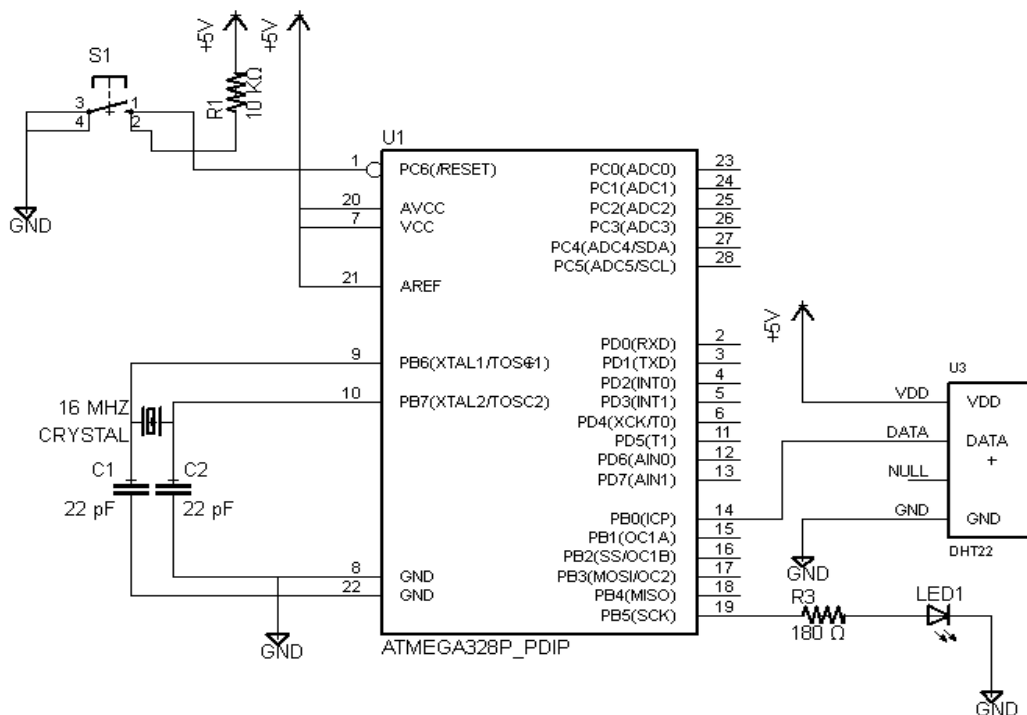 +5V
+5V
S1
3
1
4
2
R1
10 KΩ
GND
U1
1
PC6(/RESET)
20
AVCC
7
VCC
21
AREF
9
PB6(XTAL1/TOSC1)
10
PB7(XTAL2/TOSC2)
16 MHZ
CRYSTAL
C1
C2
22 pF
22 pF
8
GND
22
GND
GND
PC0(ADC0)
23
PC1(ADC1)
24
PC2(ADC2)
25
PC3(ADC3)
26
PC4(ADC4/SDA)
27
PC5(ADC5/SCL)
28
PD0(RXD)
2
PD1(TXD)
3
PD2(INT0)
4
PD3(INT1)
5
PD4(XCK/T0)
6
PD5(T1)
11
PD6(AIN0)
12
PD7(AIN1)
13
PB0(ICP)
14
PB1(OC1A)
15
PB2(SS/OC1B)
16
PB3(MOSI/OC2)
17
PB4(MISO)
18
PB5(SCK)
19
ATMEGA328P_PDIP
+5V
U3
VDD
VDD
DATA
DATA
NULL
GND
GND
DHT22
GND
R3
180 Ω
LED1
GND